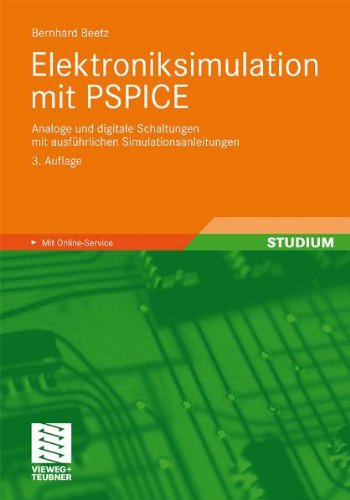 Bernhard Beetz
Elektroniksimulation
mit PSPICE
Analoge und digitale Schaltungen
mit ausführlichen Simulationsanleitungen
3. Auflage
Mit Online-Service
STUDIUM
VIEWEG+
TEUBNER